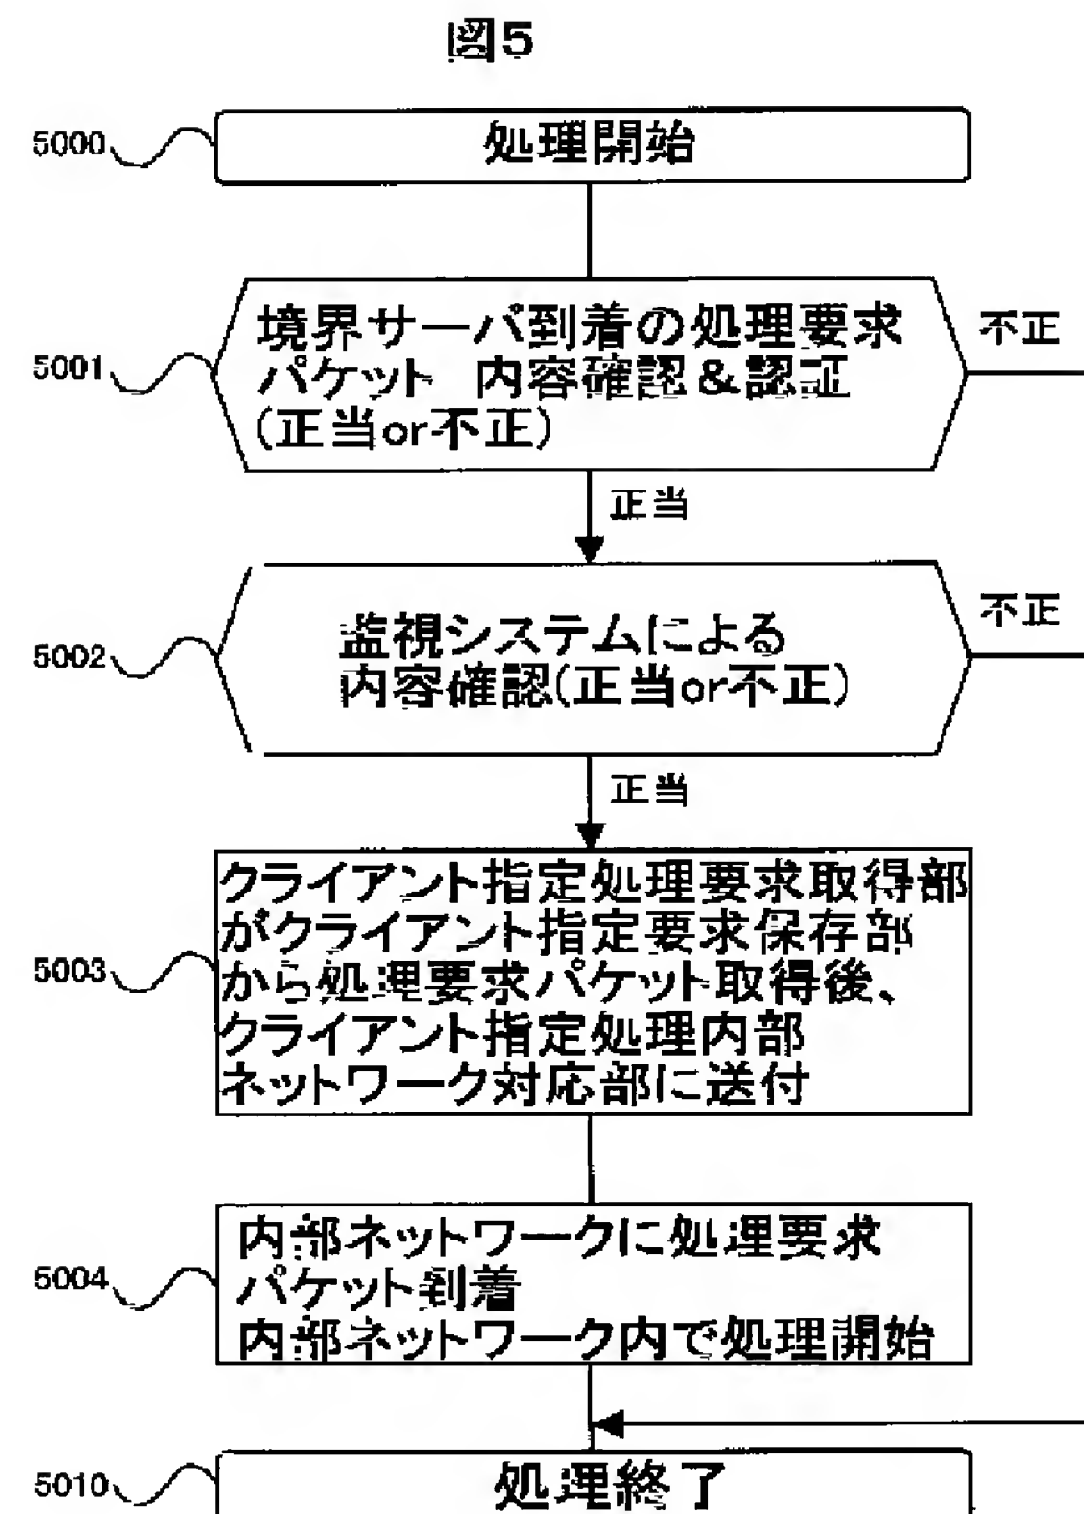 図5
5000
処理開始
5001
境界サーバ到着の処理要求
パケット 内容確認&認証
(正当or不正)
不正
正当
5002
監視システムによる
内容確認(正当or不正)
不正
正当
5003
クライアント指定処理要求取得部
がクライアント指定要求保存部
から処理要求パケット取得後、
クライアント指定処理内部
ネットワーク対応部に送付
5004
内部ネットワークに処理要求
パケット到着
内部ネットワーク内で処理開始
5010
処理終了